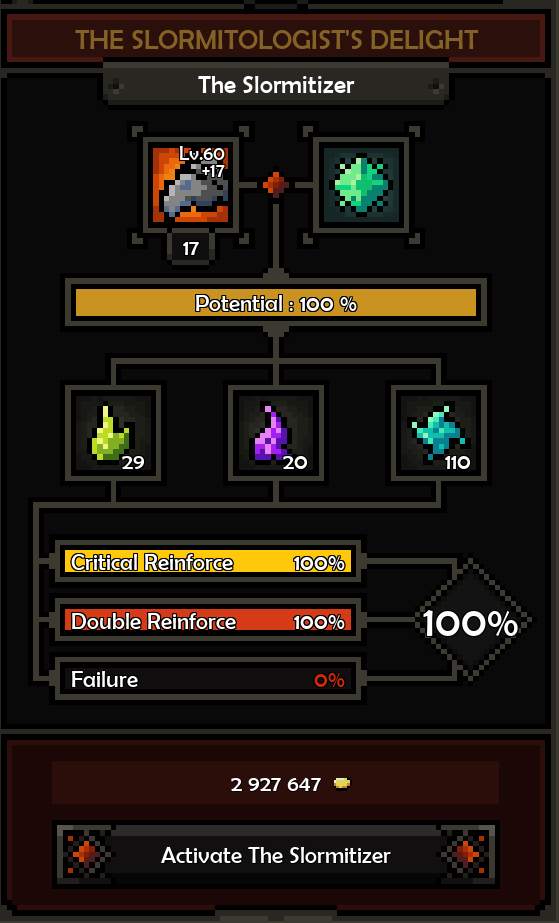 THE SLORMITOLOGIST'S DELIGHT
The Slormitizer
Lv.60
+17
17
Potential : 100 %
29
20
110
Critical Reinforce 100%
Double Reinforce 100%
100%
Failure 0%
2 927 647
Activate The Slormitizer